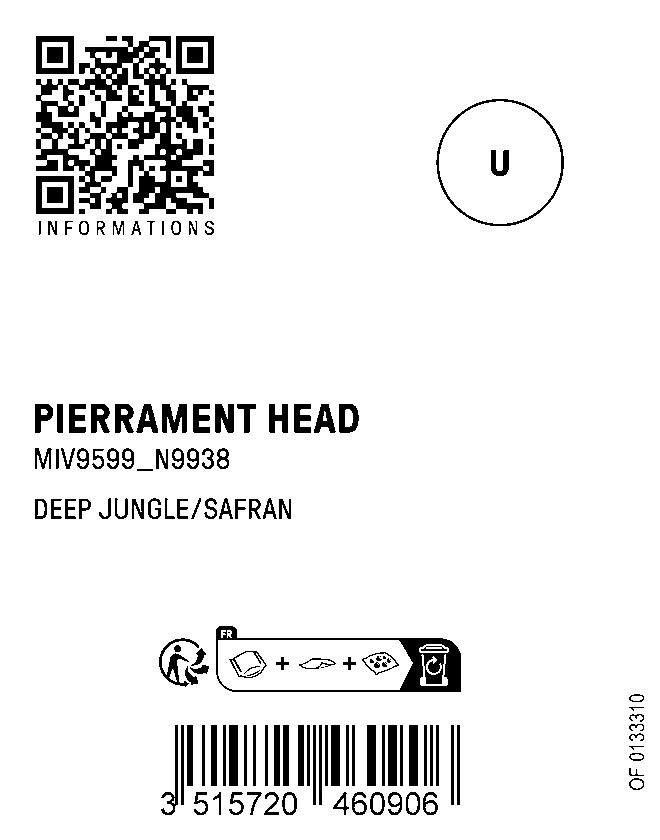 INFORMATIONS
U
PIERRAMENT HEAD
MIV9599_N9938
DEEP JUNGLE/SAFRAN
FR
3 515720 460906
OF 0133310